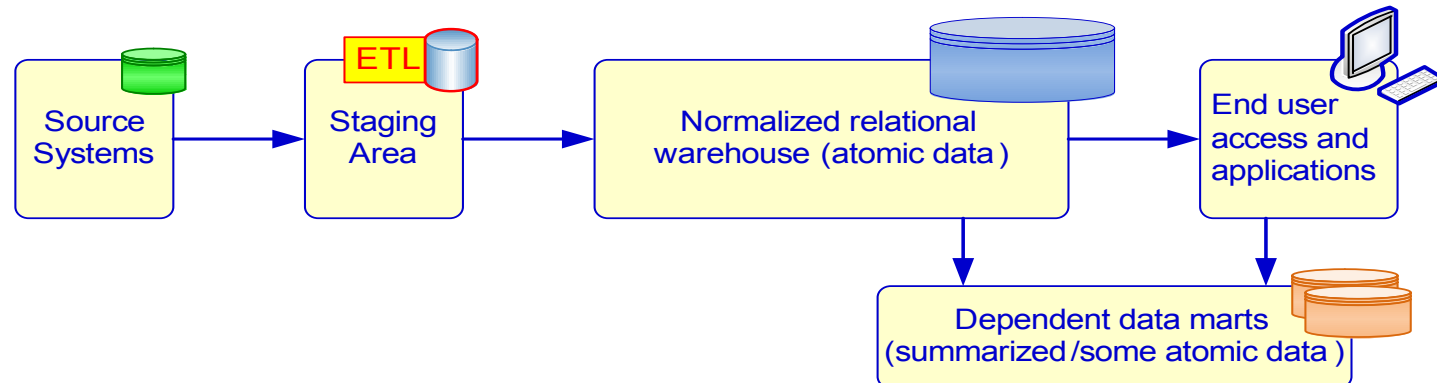 ETL
Source
Systems
Staging
Area
Normalized relational
warehouse (atomic data)
End user
access and
applications
Dependent data marts
(summarized/some atomic data)